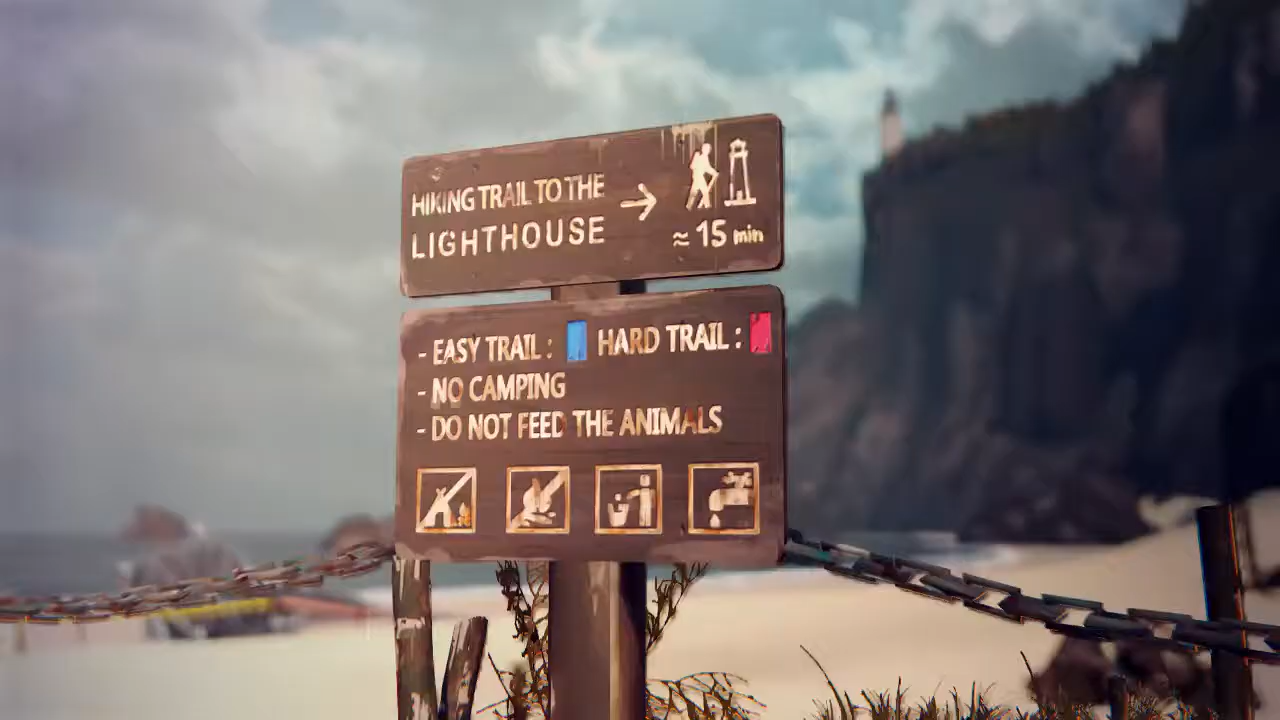 HIKING TRAIL TO THE
LIGHTHOUSE
≈ 15 min
- EASY TRAIL : HARD TRAIL :
- NO CAMPING
- DO NOT FEED THE ANIMALS